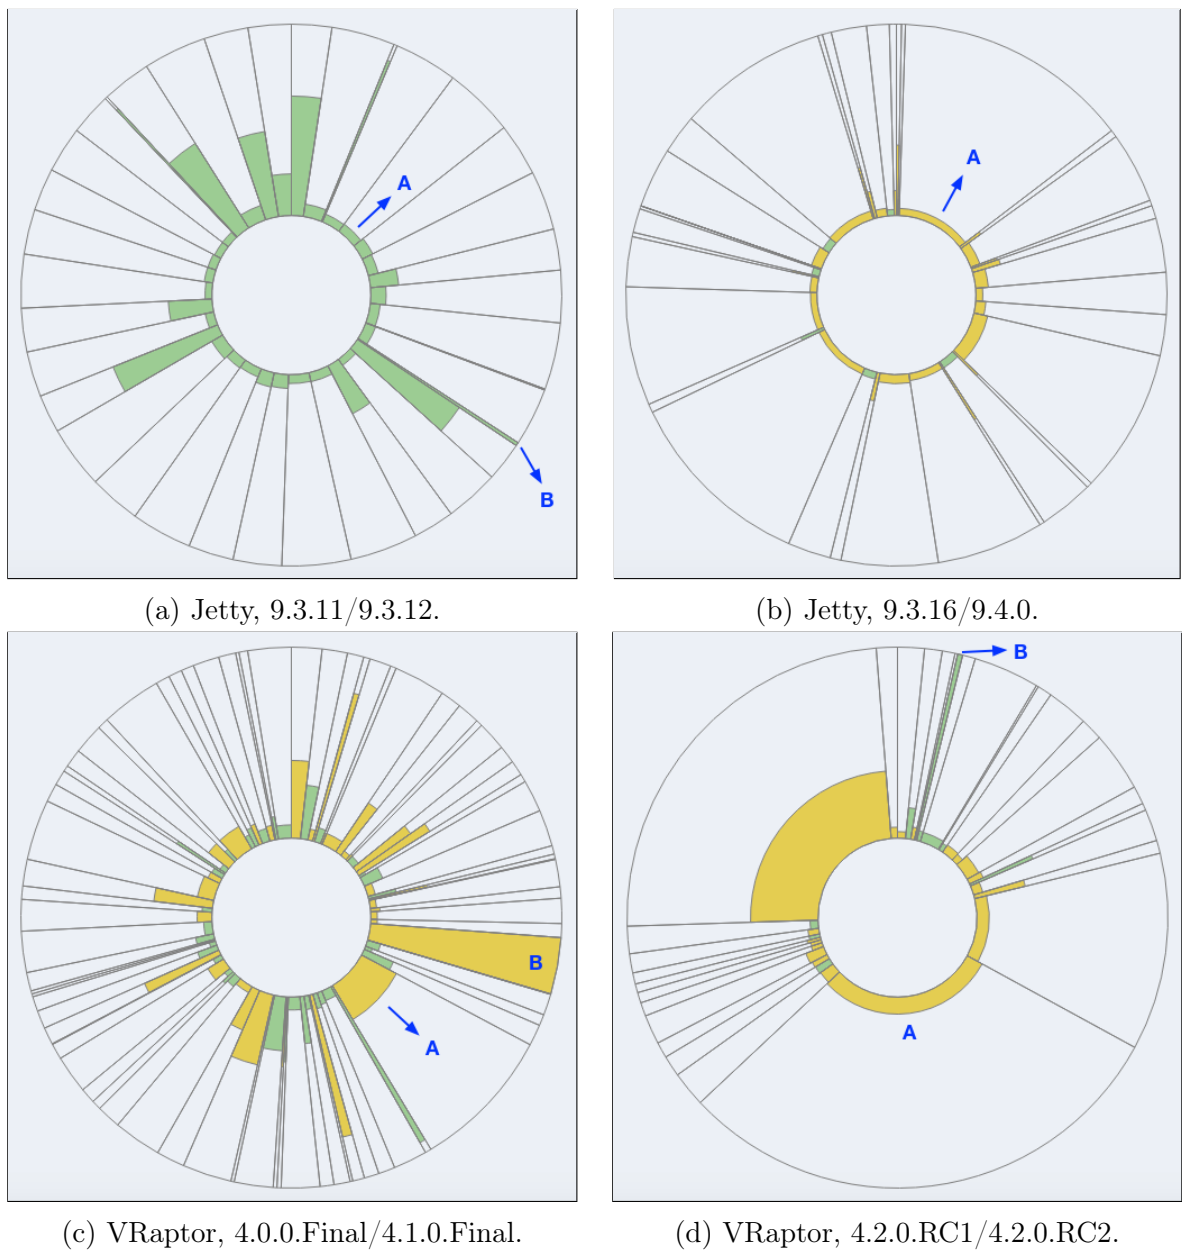 A
B
A
(a) Jetty, 9.3.11/9.3.12.
(b) Jetty, 9.3.16/9.4.0.
B
A
B
A
(c) VRaptor, 4.0.0.Final/4.1.0.Final.
(d) VRaptor, 4.2.0.RC1/4.2.0.RC2.